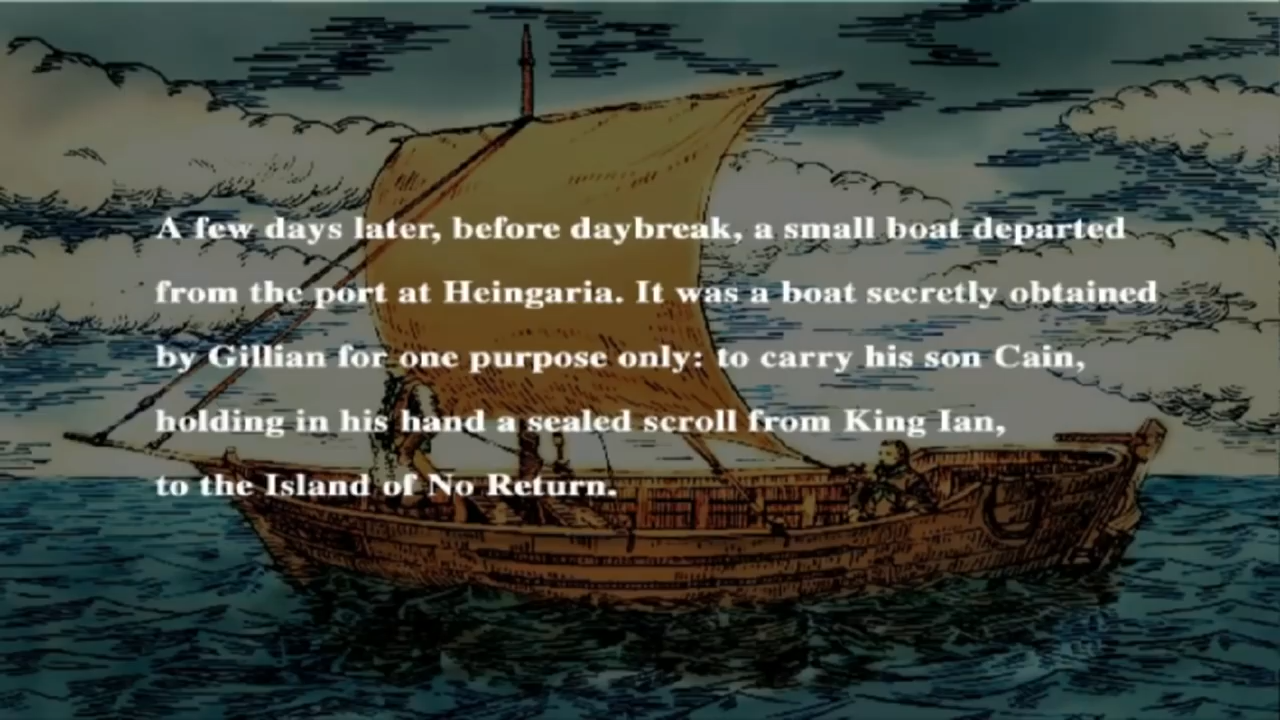 A few days later, before daybreak, a small boat departed
from the port at Heingaria. It was a boat secretly obtained
by Gillian for one purpose only: to carry his son Cain,
holding in his hand a sealed scroll from King Ian,
to the Island of No Return.